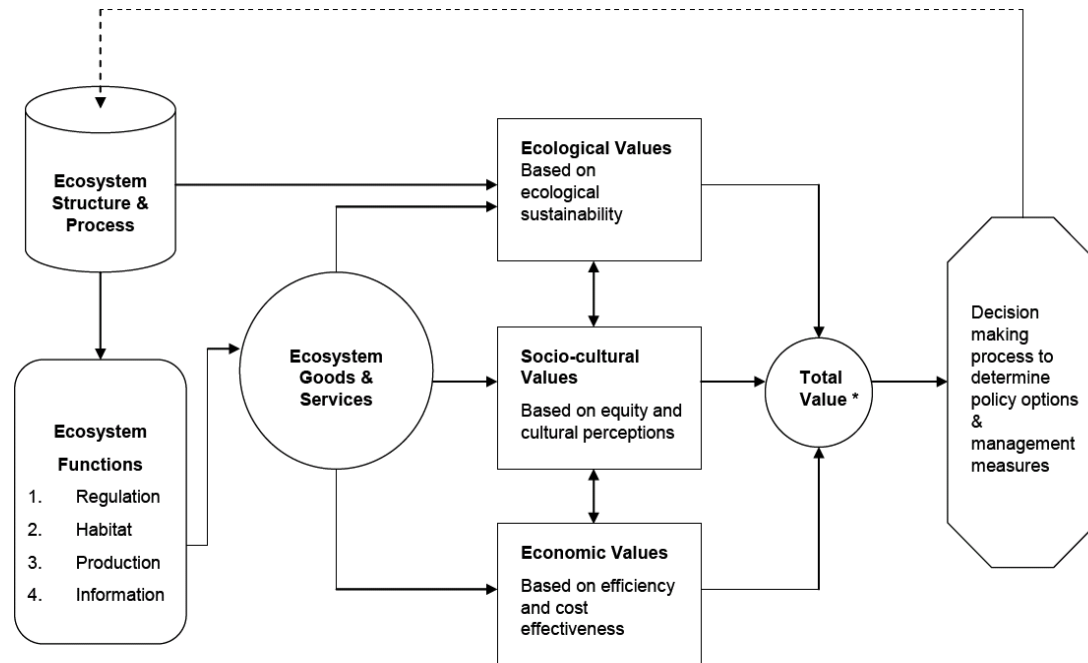 Ecosystem
Structure &
Process
Ecosystem
Functions
1. Regulation
2. Habitat
3. Production
4. Information
Ecosystem
Goods &
Services
Ecological Values
Based on
ecological
sustainability
Socio-cultural
Values
Based on equity and
cultural perceptions
Economic Values
Based on efficiency
and cost
effectiveness
Total
Value *
Decision
making
process to
determine
policy options
&
management
measures